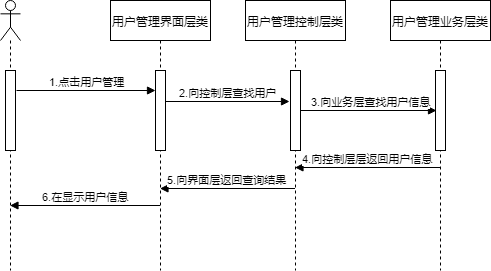 用户管理界面层类
用户管理控制层类
用户管理业务层类
1.点击用户管理
2.向控制层查找用户
3.向业务层查找用户信息
4.向控制层层返回用户信息
5.向界面层返回查询结果
6.在显示用户信息